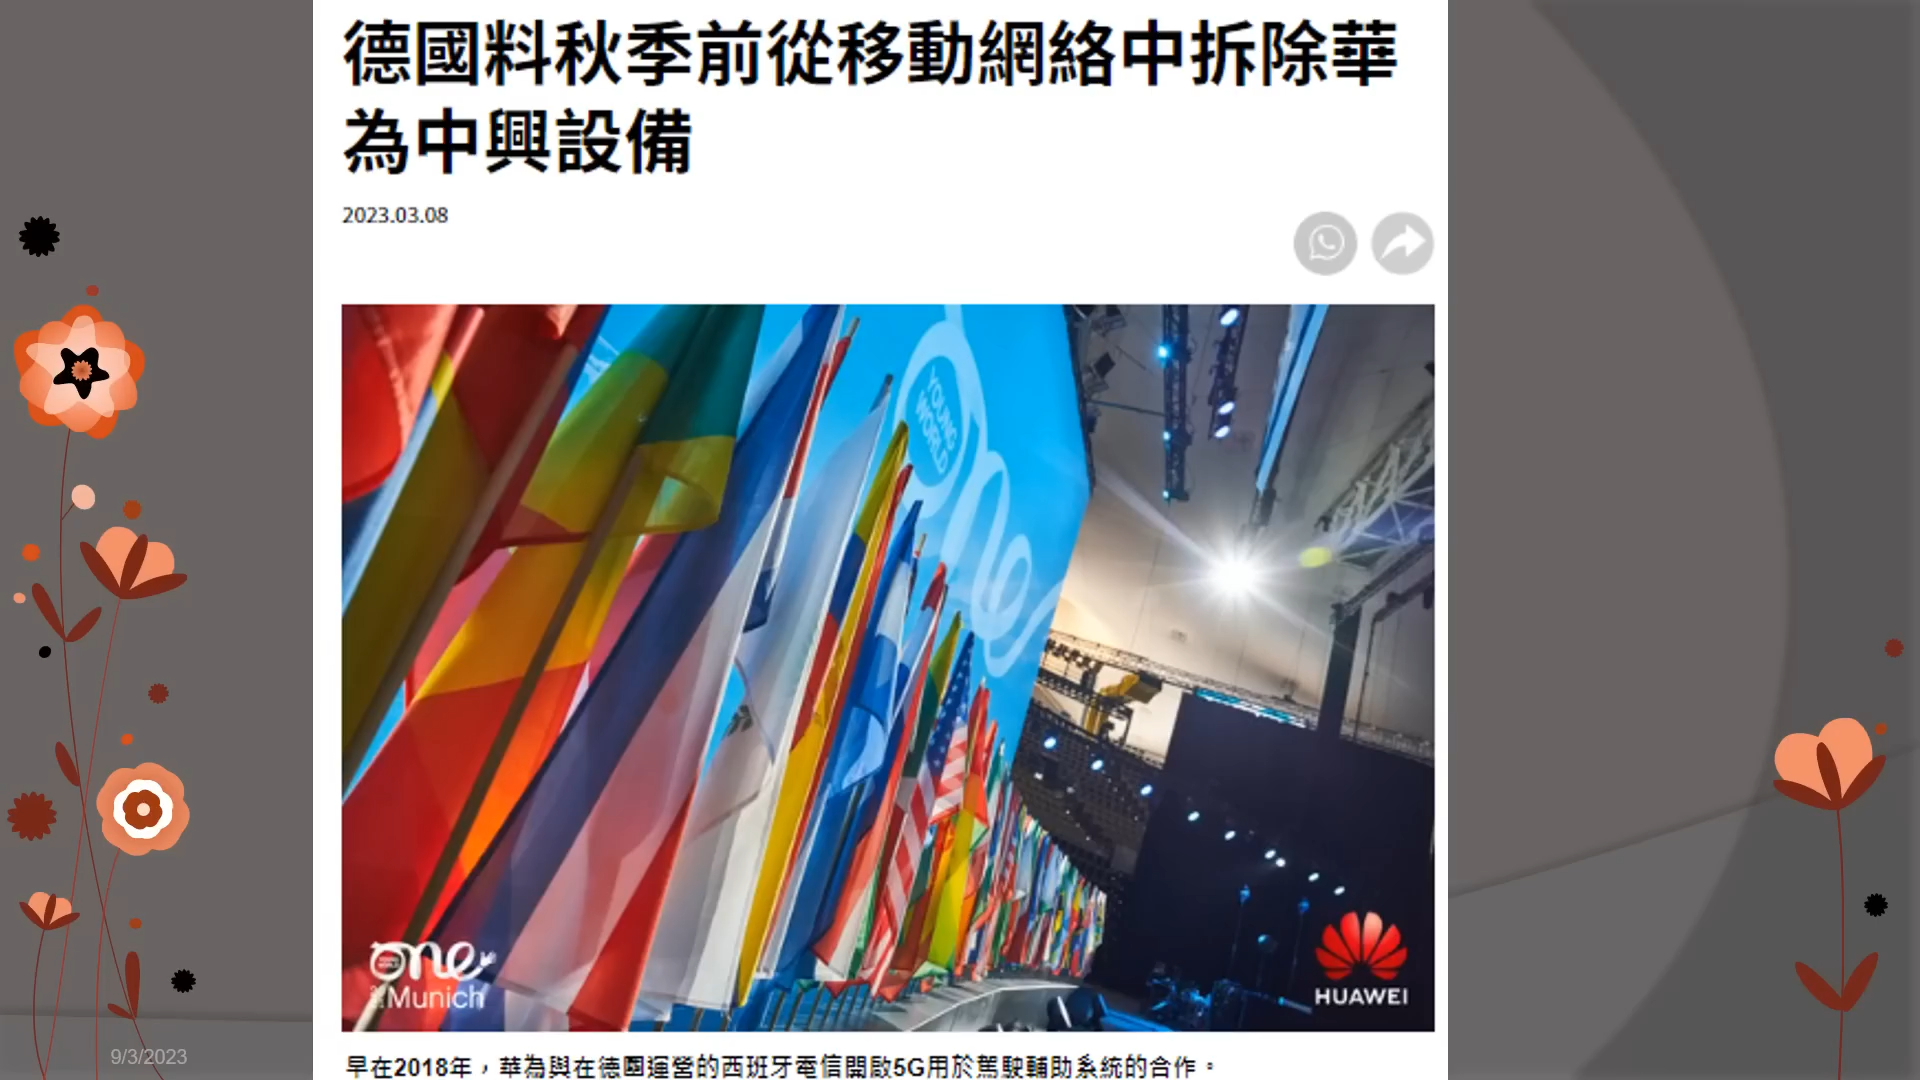 德國料秋季前從移動網絡中拆除華
為中興設備
2023.03.08
YOUNG
WORLD
one
one
Munich
HUAWEI
早在2018年，華為與在德國運營的西班牙電信開啟5G用於駕駛輔助系統的合作。
9/3/2023